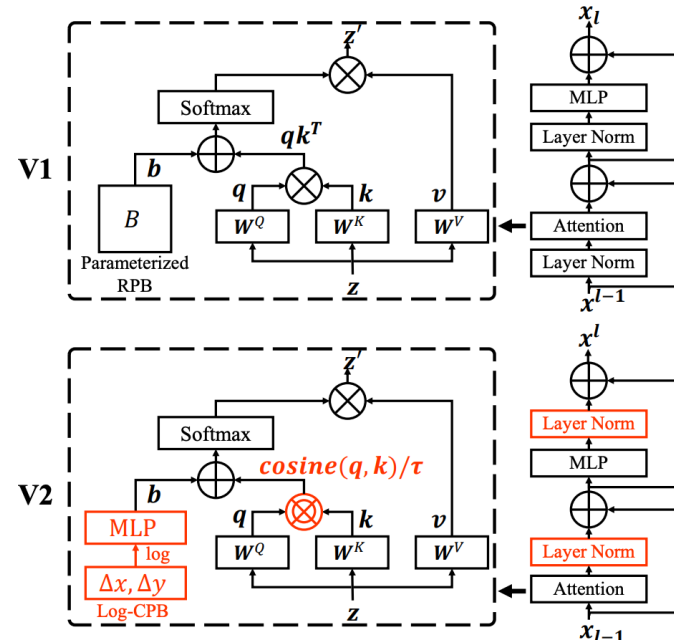 x_l
z′
Softmax
MLP
qk^T
Layer Norm
V1
b
q
k
v
B
W^Q
W^K
W^V
Attention
Parameterized
RPB
Layer Norm
z
x^{l−1}
x^l
z′
Layer Norm
Softmax
cosine(q, k)/τ
MLP
V2
b
q
k
v
MLP
Layer Norm
log
W^Q
W^K
W^V
Δx, Δy
Attention
Log-CPB
z
x_{l−1}